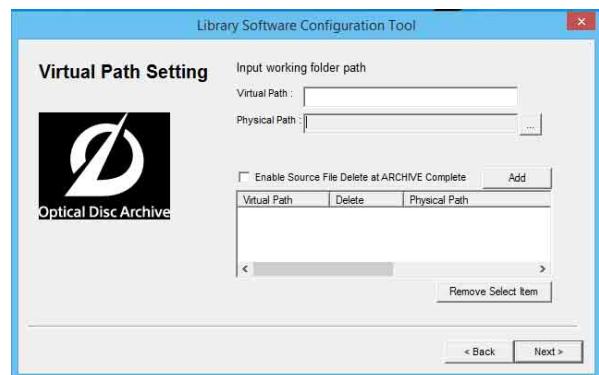 Library Software Configuration Tool
Virtual Path Setting
Input working folder path
Virtual Path :
Physical Path :
...
Enable Source File Delete at ARCHIVE Complete
Add
Virtual Path Delete Physical Path
Optical Disc Archive
Remove Select Item
< Back Next >